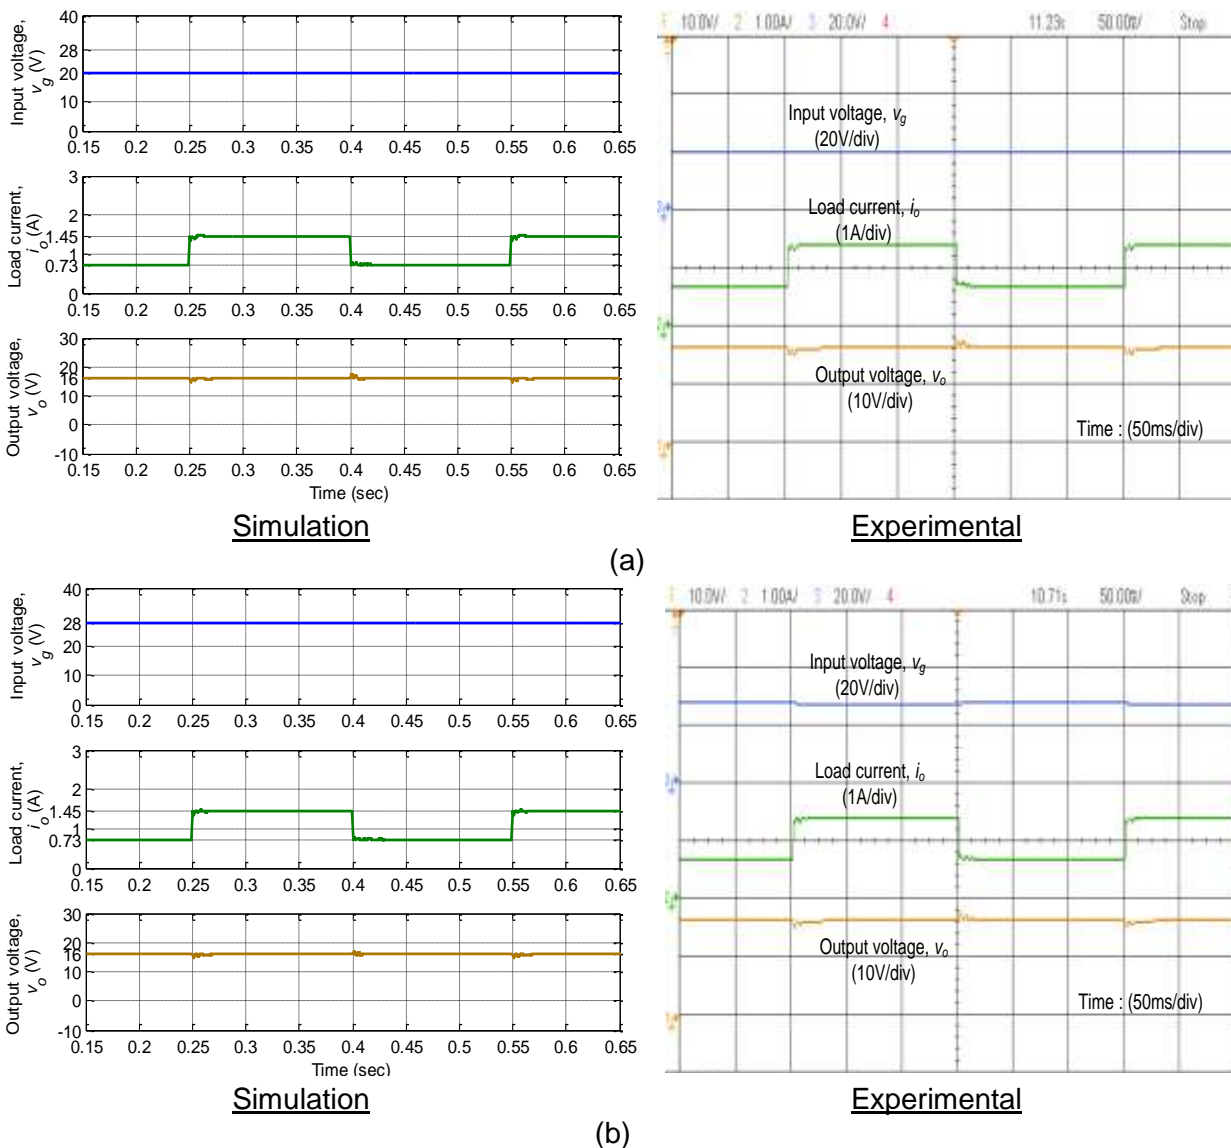 Input voltage,
v_g (V)
40
28
20
10
0
0.15 0.2 0.25 0.3 0.35 0.4 0.45 0.5 0.55 0.6 0.65
Load current,
i_o (A)
3
2
1.45
1
0.73
0
0.15 0.2 0.25 0.3 0.35 0.4 0.45 0.5 0.55 0.6 0.65
Output voltage,
v_o (V)
30
20
16
10
0
-10
0.15 0.2 0.25 0.3 0.35 0.4 0.45 0.5 0.55 0.6 0.65
Time (sec)
Simulation
1 10.0V/ 2 1.00A/ 3 20.0V/ 4 11.23s 50.00m/ Stop
Input voltage, v_g
(20V/div)
Load current, i_o
(1A/div)
Output voltage, v_o
(10V/div)
Time : (50ms/div)
Experimental
(a)
Input voltage,
v_g (V)
40
28
20
10
0
0.15 0.2 0.25 0.3 0.35 0.4 0.45 0.5 0.55 0.6 0.65
Load current,
i_o (A)
3
2
1.45
1
0.73
0
0.15 0.2 0.25 0.3 0.35 0.4 0.45 0.5 0.55 0.6 0.65
Output voltage,
v_o (V)
30
20
16
10
0
-10
0.15 0.2 0.25 0.3 0.35 0.4 0.45 0.5 0.55 0.6 0.65
Time (sec)
Simulation
10.0V/ 2 1.00A/ 3 20.0V/ 4 10.71s 50.00m/ Stop
Input voltage, v_g
(20V/div)
Load current, i_o
(1A/div)
Output voltage, v_o
(10V/div)
Time : (50ms/div)
Experimental
(b)